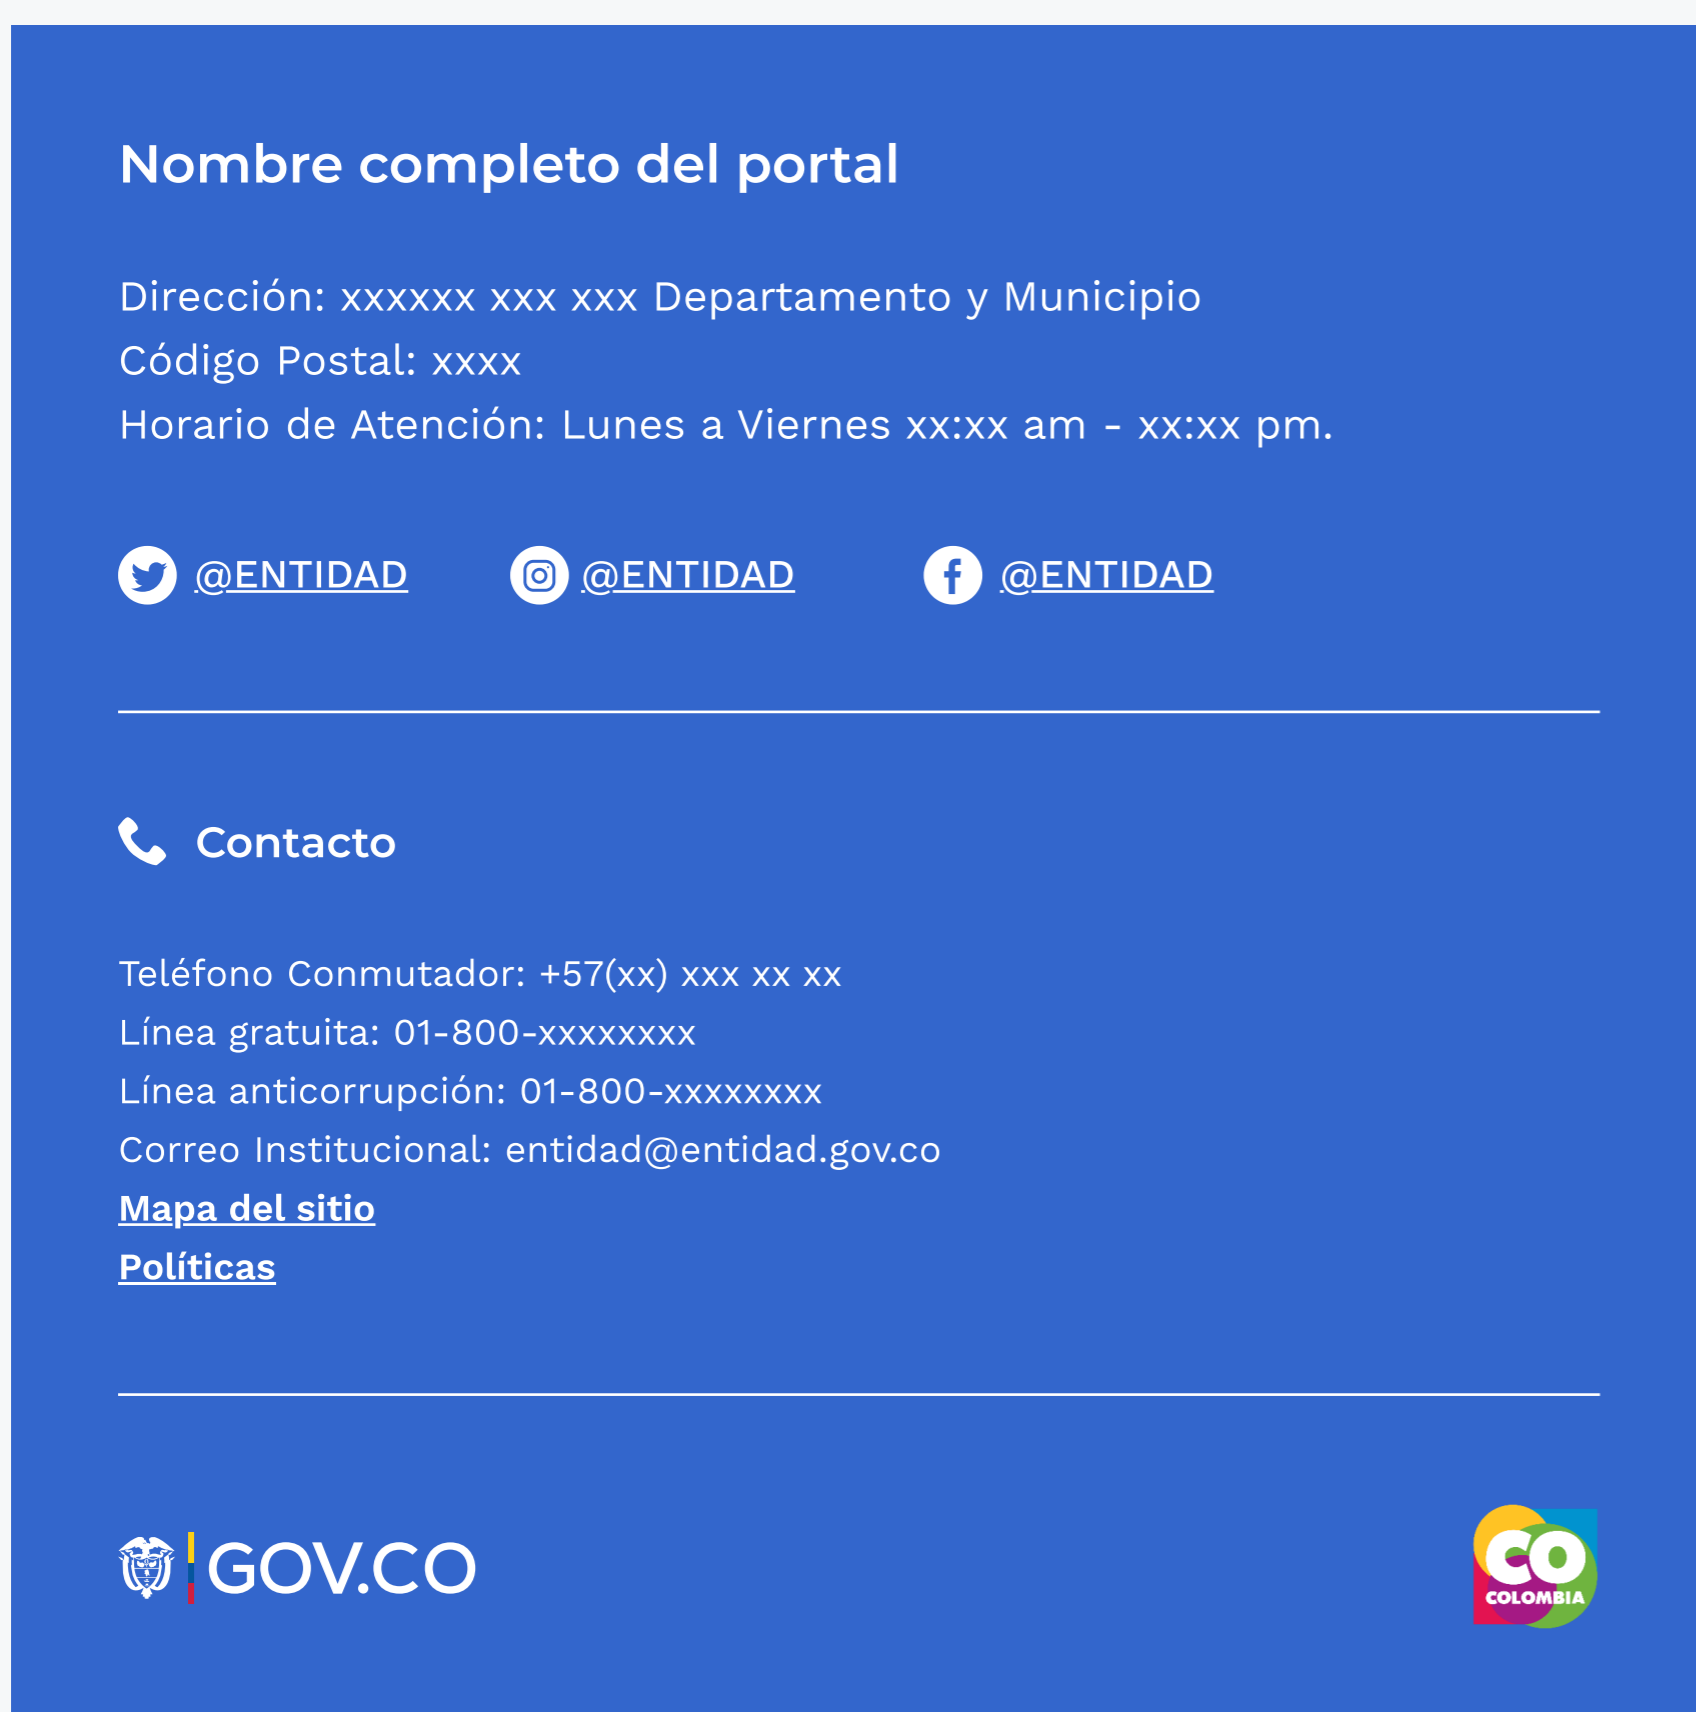 Nombre completo del portal
Dirección: xxxxxx xxx xxx Departamento y Municipio
Código Postal: xxxx
Horario de Atención: Lunes a Viernes xx:xx am - xx:xx pm.
@ENTIDAD @ENTIDAD @ENTIDAD
Contacto
Teléfono Conmutador: +57(xx) xxx xx xx
Línea gratuita: 01-800-xxxxxxxx
Línea anticorrupción: 01-800-xxxxxxxx
Correo Institucional: entidad@entidad.gov.co
Mapa del sitio
Políticas
GOV.CO
CO
COLOMBIA